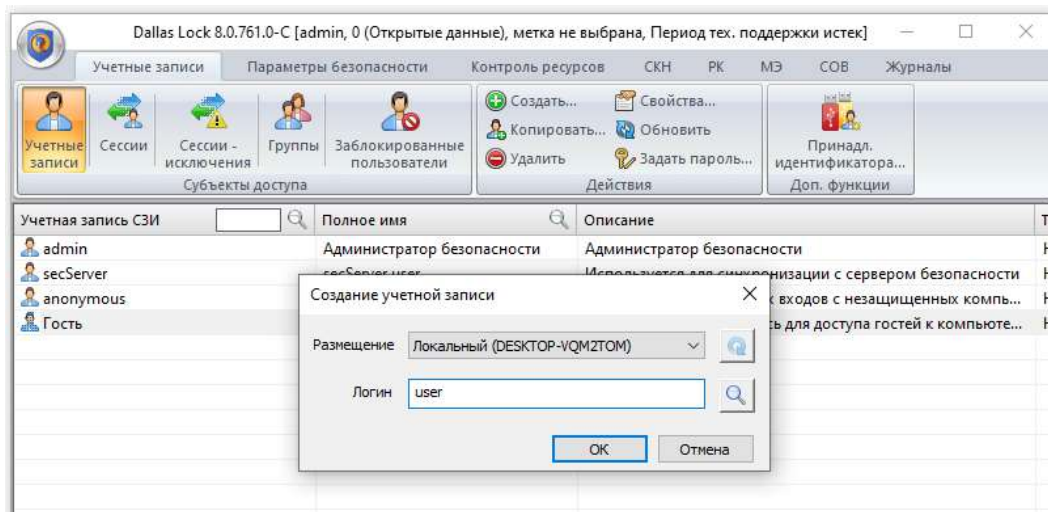 Dallas Lock 8.0.761.0-C [admin, 0 (Открытые данные), метка не выбрана, Период тех. поддержки истек]
Учетные записи Параметры безопасности Контроль ресурсов СКН РК МЭ СОВ Журналы
Учетные записи
Сессии
Сессии - исключения
Группы
Заблокированные пользователи
Субъекты доступа
Создать...
Копировать...
Удалить
Свойства...
Обновить
Задать пароль...
Действия
Принадл. идентификатора...
Доп. функции
Учетная запись СЗИ Полное имя Описание
admin Администратор безопасности Администратор безопасности
secServer secServer user Используется для синхронизации с сервером безопасности
anonymous входов с незащищенных компь...
Гость для доступа гостей к компьюте...
Создание учетной записи
Размещение Локальный (DESKTOP-VQM2TOM)
Логин user
ОК Отмена